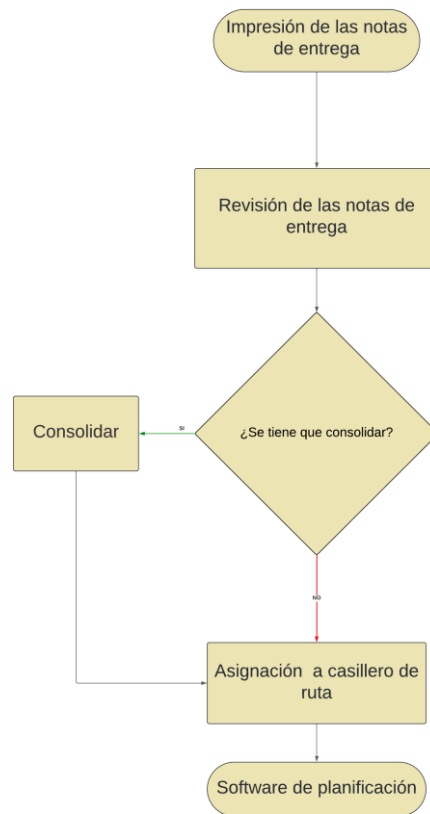 Impresión de las notas
de entrega
Revisión de las notas de
entrega
¿Se tiene que consolidar?
SI
Consolidar
NO
Asignación a casillero de
ruta
Software de planificación